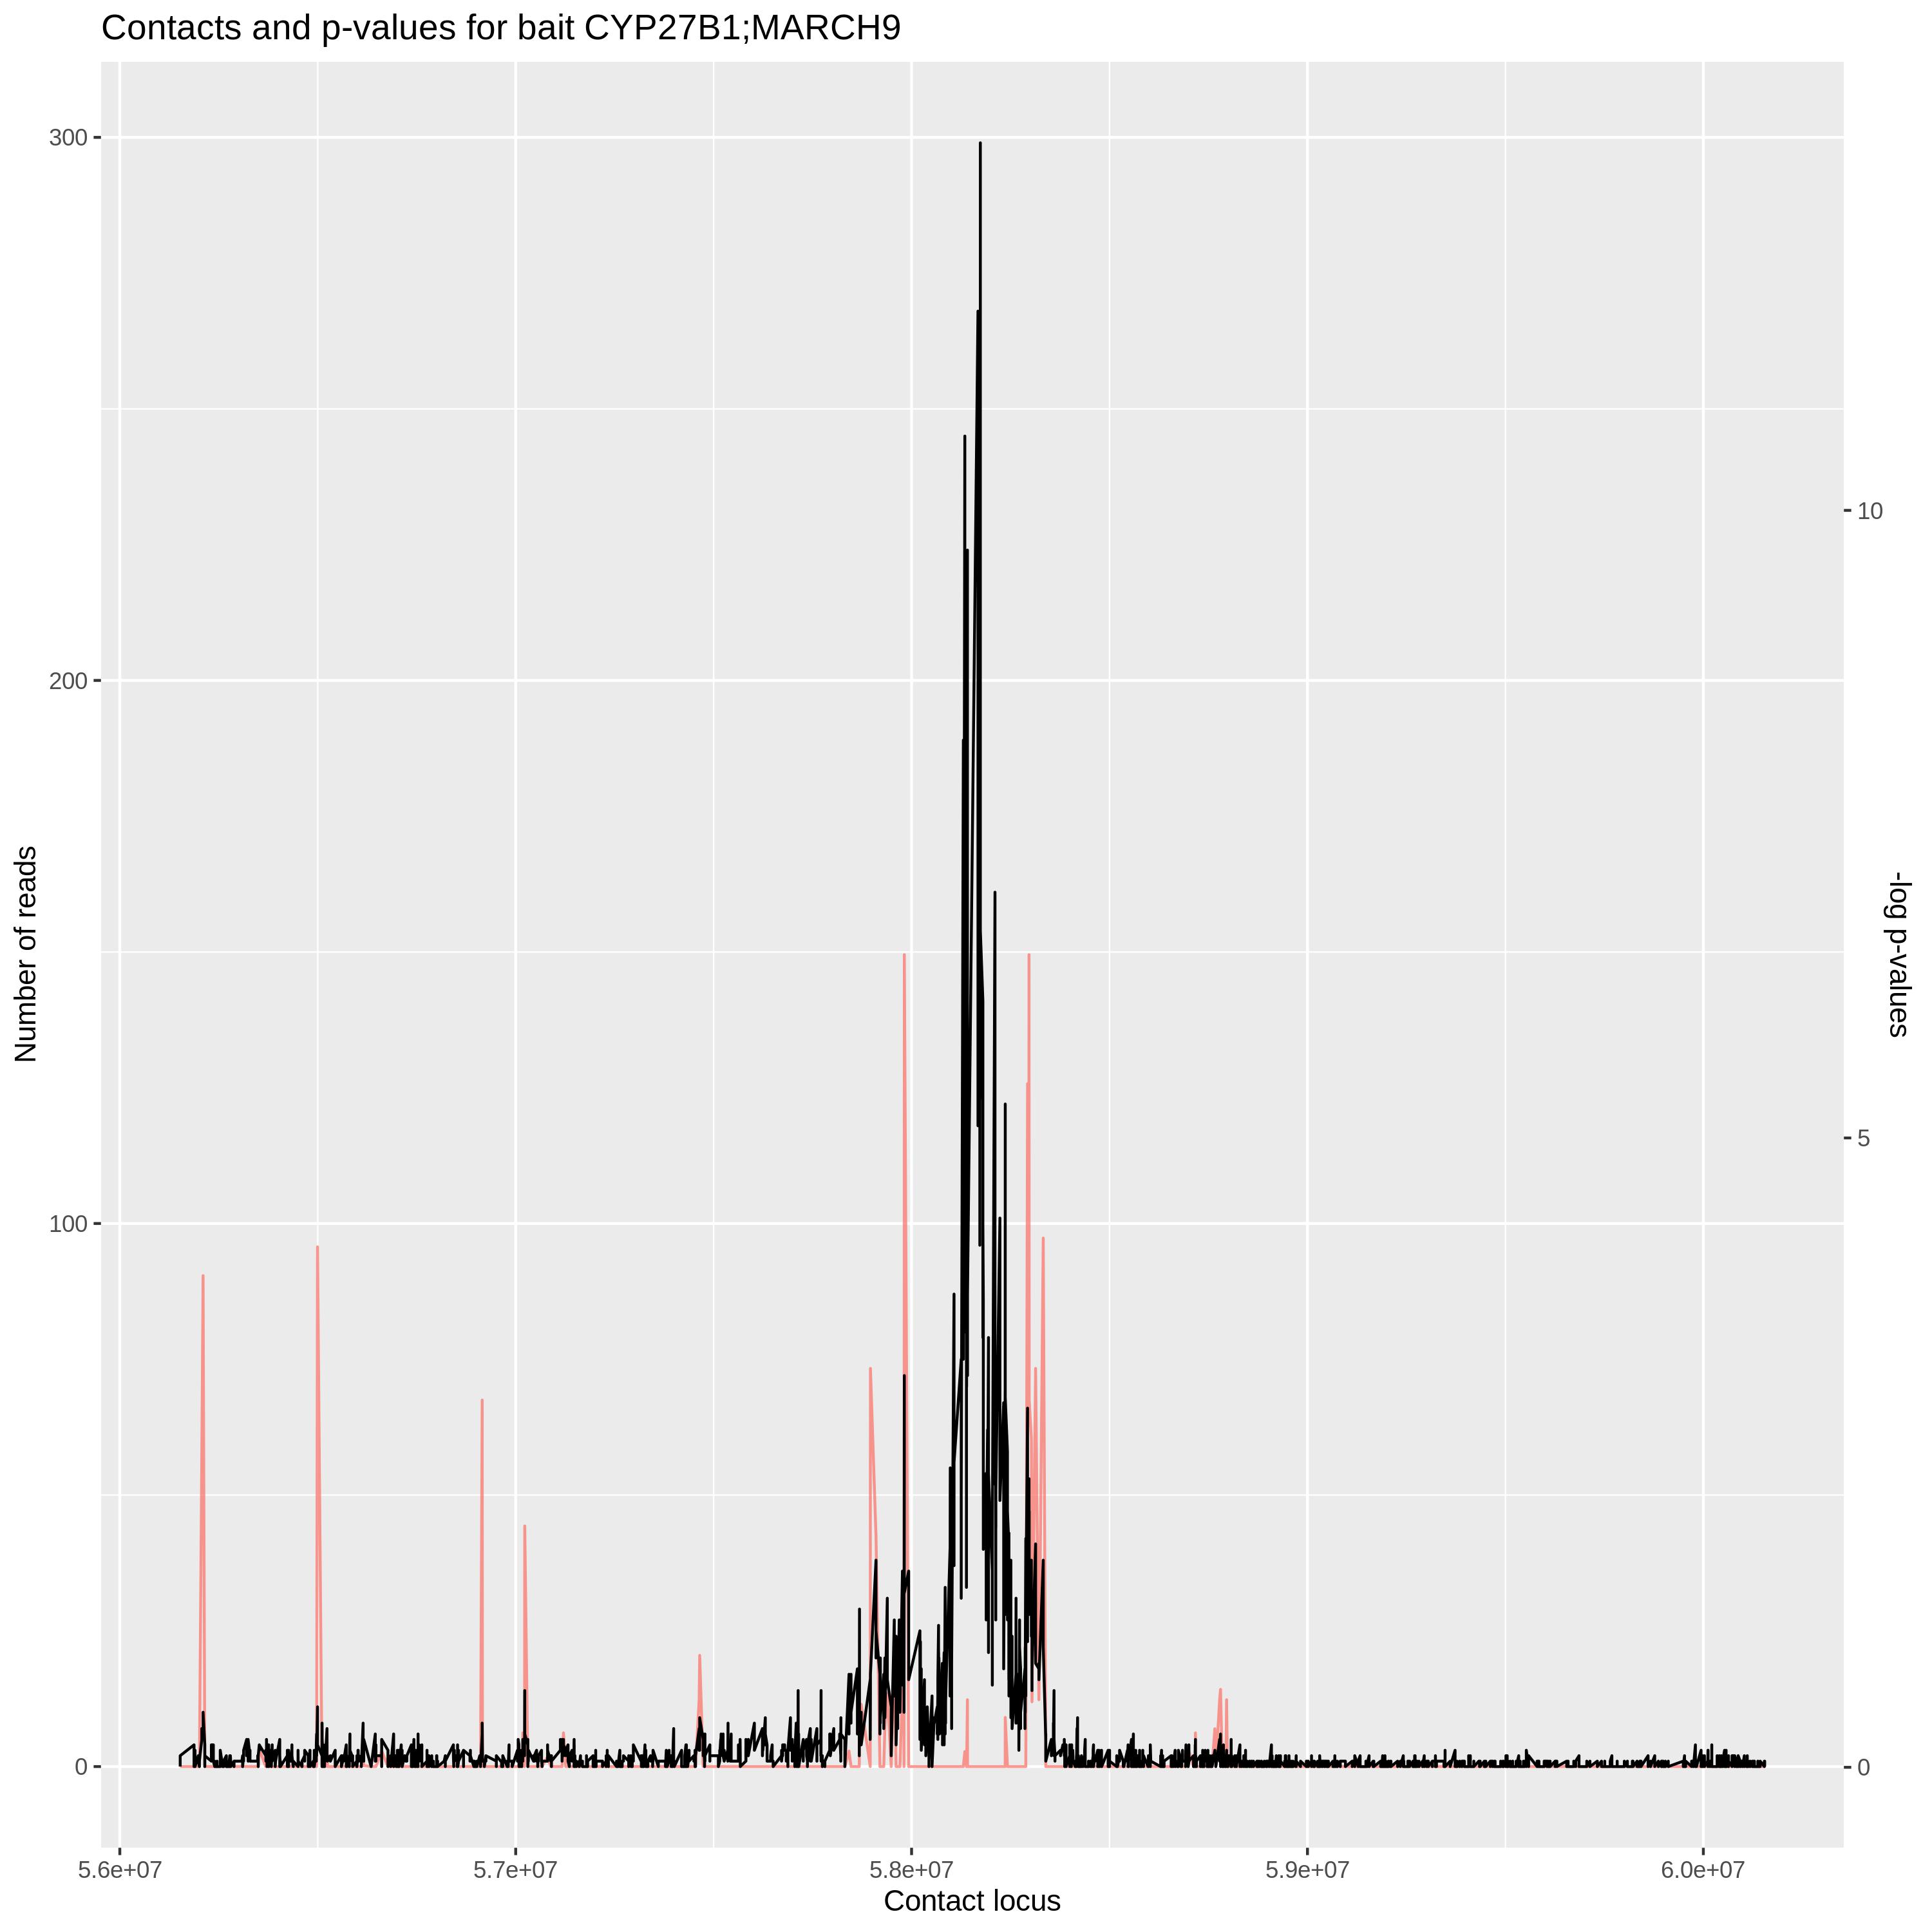 Contacts and p-values for bait CYP27B1;MARCH9
300
200
100
0
Number of reads
10
5
0
-log p-values
5.6e+07
5.7e+07
5.8e+07
5.9e+07
6.0e+07
Contact locus